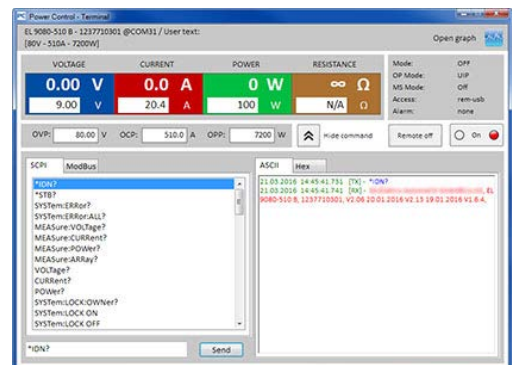 Power Control - Terminal
EL 9080-510 B - 1237710301 @COM31 / User text:
[80V - 510A - 7200W]
Open graph
VOLTAGE CURRENT POWER RESISTANCE
0.00 V 0.0 A 0 W ∞ Ω
9.00 V 20.4 A 100 W N/A Ω
Mode: OFF
OP Mode: UIP
MS Mode: Off
Access: rem-usb
Alarm: none
OVP: 80.00 V OCP: 510.0 A OPP: 7200 W Hide command Remote off On
SCPI ModBus
*IDN?
*STB?
SYSTem:ERRor?
SYSTem:ERRor:ALL?
MEASure:VOLTage?
MEASure:CURRent?
MEASure:POWer?
MEASure:ARRay?
VOLTage?
CURRent?
POWer?
SYSTem:LOCK:OWNer?
SYSTem:LOCK ON
SYSTem:LOCK OFF
*IDN? Send
ASCII Hex
21.03.2016 14:45:41.731 [TX] - *IDN?
21.03.2016 14:45:41.741 [RX] - EL
9080-510 B, 1237710301, V2.06 20.01.2016 V2.13 19.01.2016 V1.6.4,